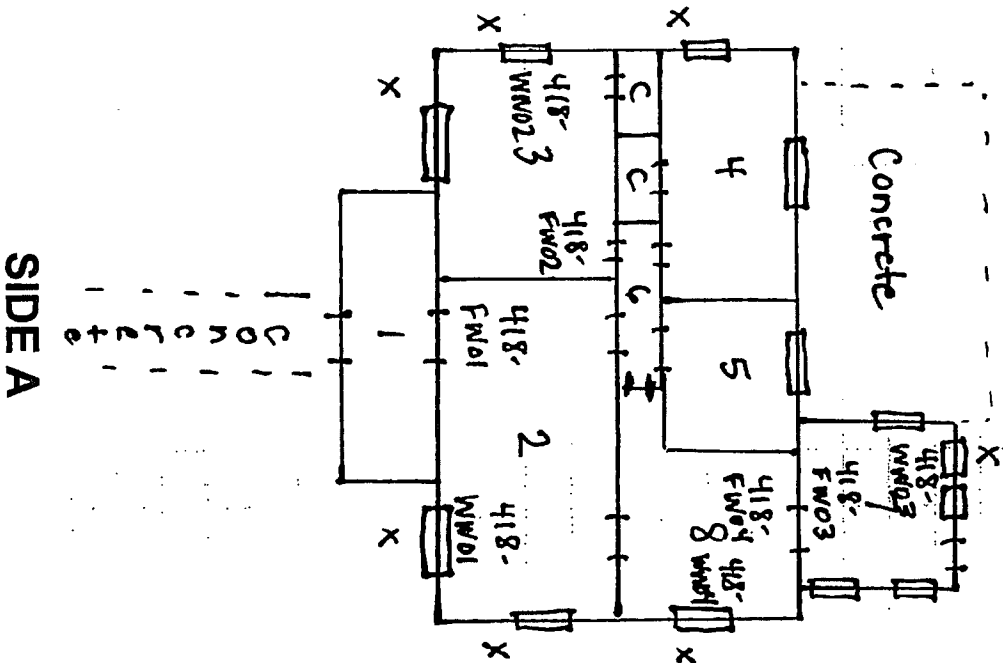 X
418-
WW03
Concrete
7
418-
FW03
4
5
418-
FW04
8
418-
WW04
X
X
C
C
6
418-
FW02
418-
WW02
3
2
418-
FW01
418-
WW01
X
X
X
X
1
Concrete
SIDE A